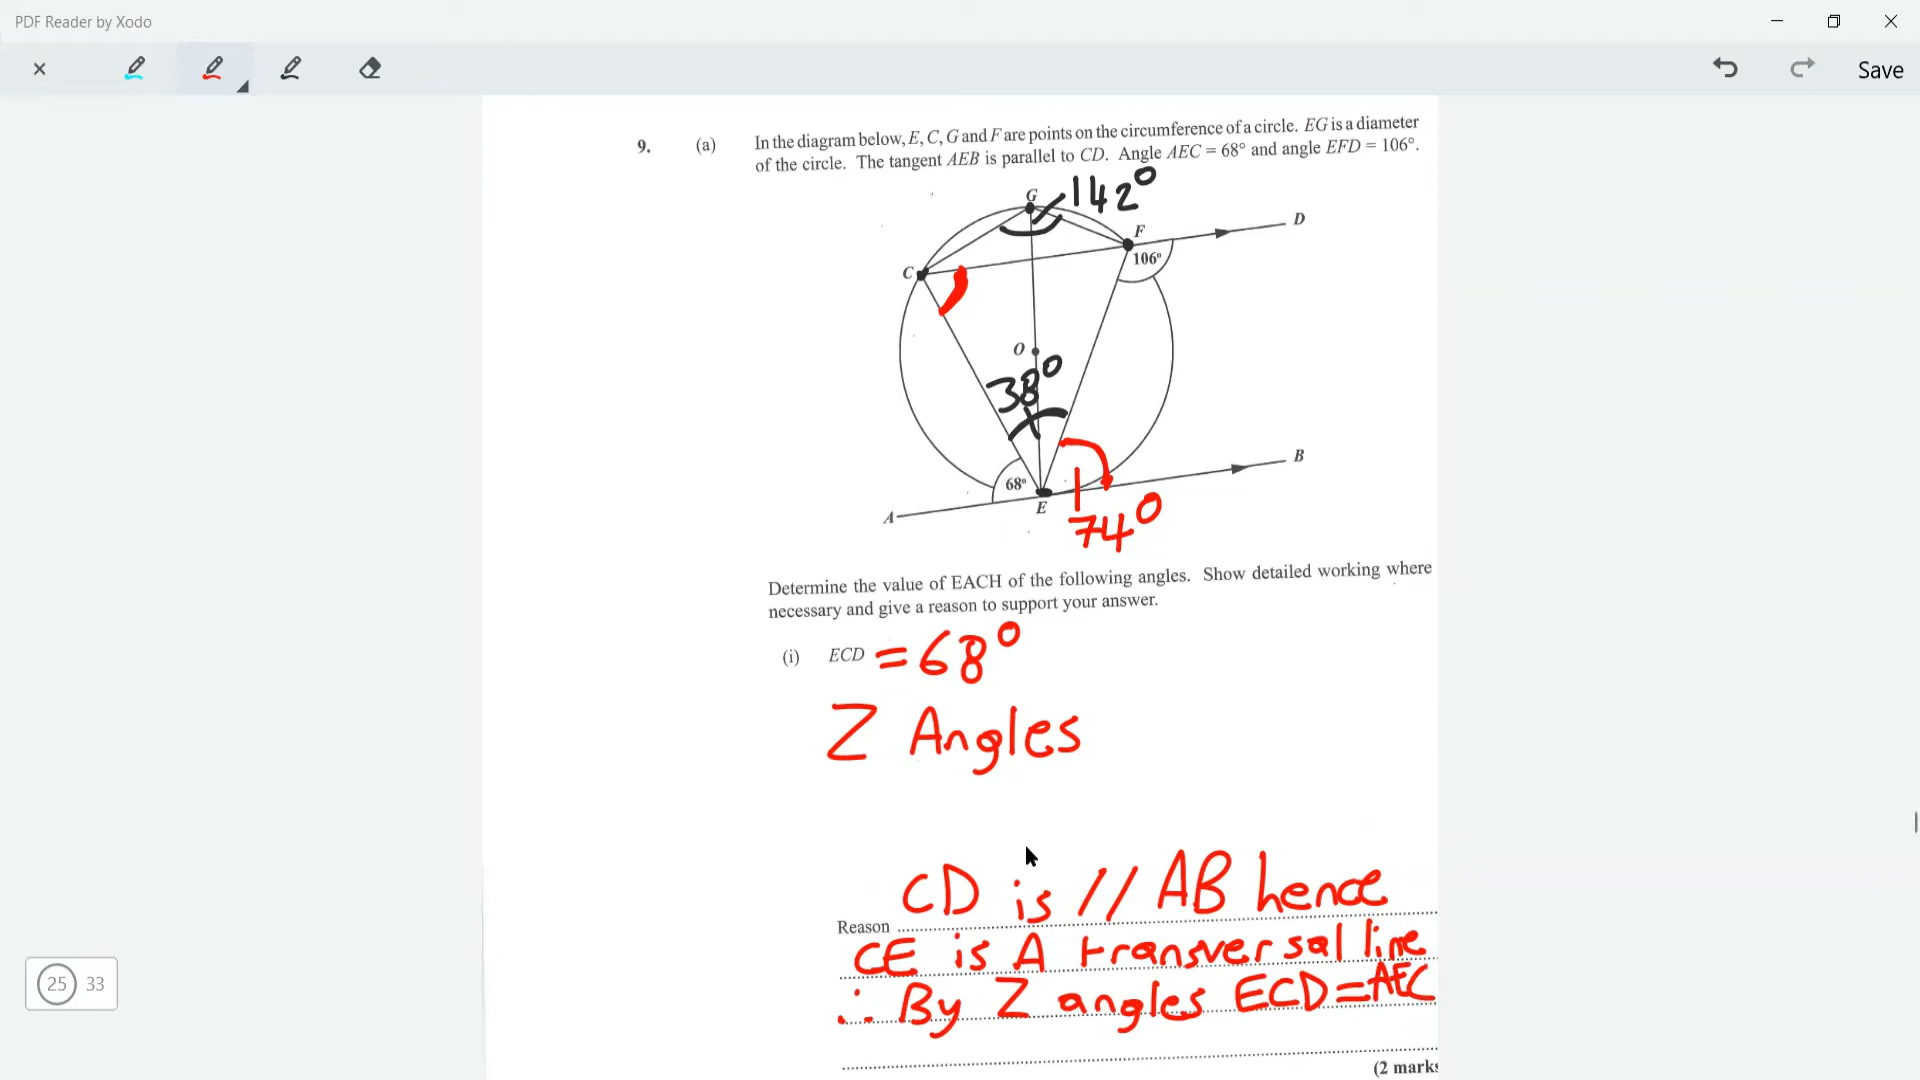 PDF Reader by Xodo
Save
9. (a) In the diagram below, E, C, G and F are points on the circumference of a circle. EG is a diameter
of the circle. The tangent AEB is parallel to CD. Angle AEC = 68° and angle EFD = 106°.
G 142°
D
F
106°
C
O
38°
B
68°
E
A
74°
Determine the value of EACH of the following angles. Show detailed working where
necessary and give a reason to support your answer.
(i) ECD = 68°
Z Angles
CD is // AB hence
Reason
CE is A transversal line
∴ By Z angles ECD = AEC
25 33
(2 marks